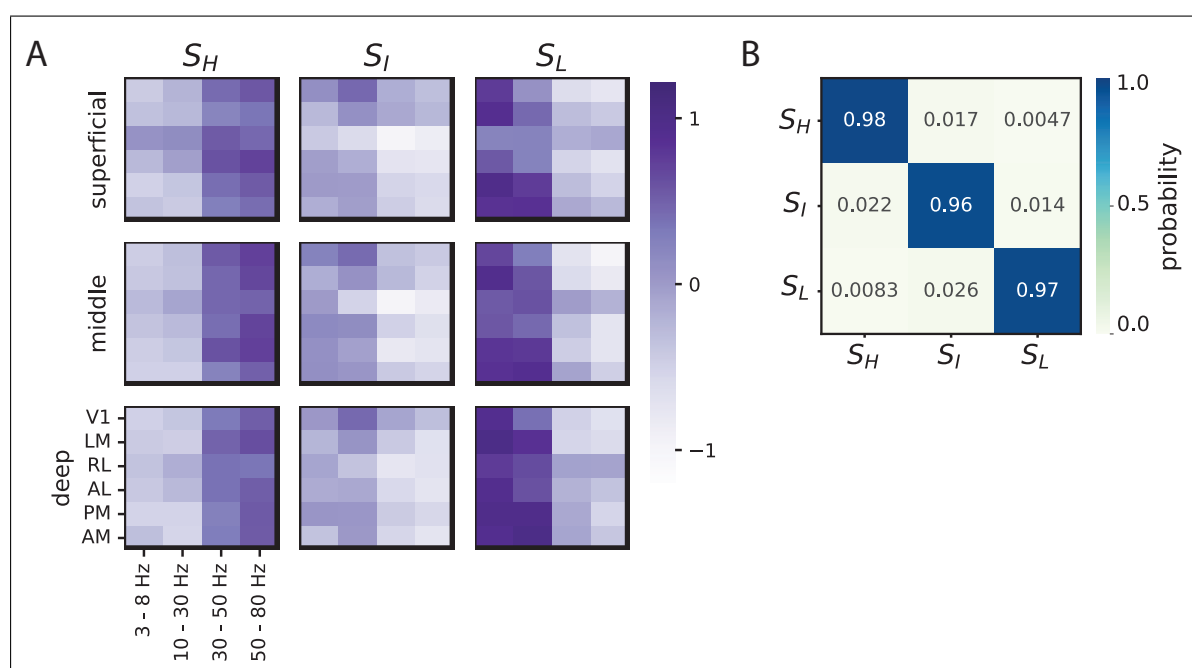 A
B
S_H S_I S_L
superficial
middle
deep
V1
LM
RL
AL
PM
AM
3 - 8 Hz
10 - 30 Hz
30 - 50 Hz
50 - 80 Hz
1
0
−1
S_H 0.98 0.017 0.0047
S_I 0.022 0.96 0.014
S_L 0.0083 0.026 0.97
S_H S_I S_L
1.0
0.5
0.0
probability